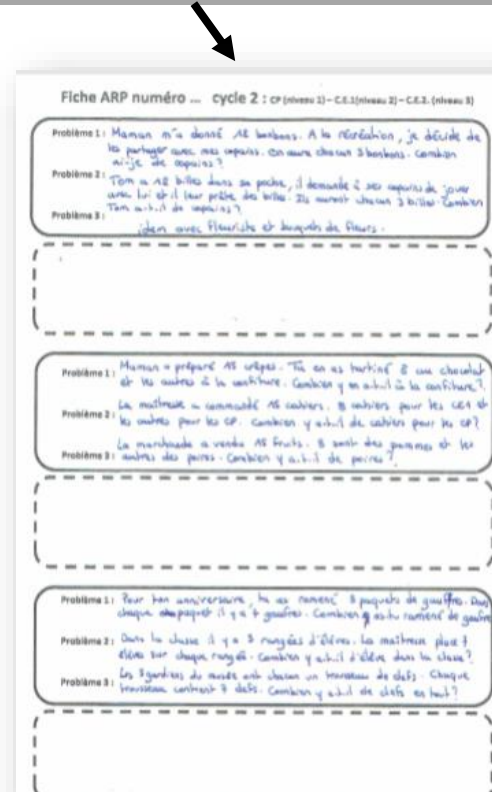 Fiche ARP numéro ... cycle 2 : CP (niveau 1) – C.E.1(niveau 2) – C.E.2. (niveau 3)
Problème 1 : Maman m'a donné 12 bonbons. A la récréation, je décide de
les partager avec mes copains. On aura chacun 3 bonbons. Combien
ai-je de copains ?
Problème 2 : Tom a 12 billes dans sa poche, il demande à ses copains de jouer
avec lui et il leur prête des billes. Ils auront chacun 3 billes. Combien
Tom a-t-il de copains ?
Problème 3 : idem avec fleuriste et bouquets de fleurs.
Problème 1 : Maman a préparé 15 crêpes. Tu en as tartiné 8 au chocolat
et les autres à la confiture. Combien y en a-t-il à la confiture ?
Problème 2 : La maîtresse a commandé 15 cahiers. 8 cahiers pour les CE1 et
les autres pour les CP. Combien y a-t-il de cahiers pour les CP ?
Problème 3 : La marchande a vendu 15 fruits. 8 sont des pommes et les
autres des poires. Combien y a-t-il de poires ?
Problème 1 : Pour ton anniversaire, tu as ramené 3 paquets de gauffres. Dans
chaque paquet il y a 7 gaufres. Combien as-tu ramené de gaufre
Problème 2 : Dans la classe il y a 3 rangées d'élèves. La maîtresse place 7
élèves sur chaque rangée. Combien y a-t-il d'élève dans la classe ?
Problème 3 : Les 3 gardiens du musée ont chacun un trousseau de clefs. Chaque
trousseau contient 7 clefs. Combien y a-t-il de clefs en tout ?